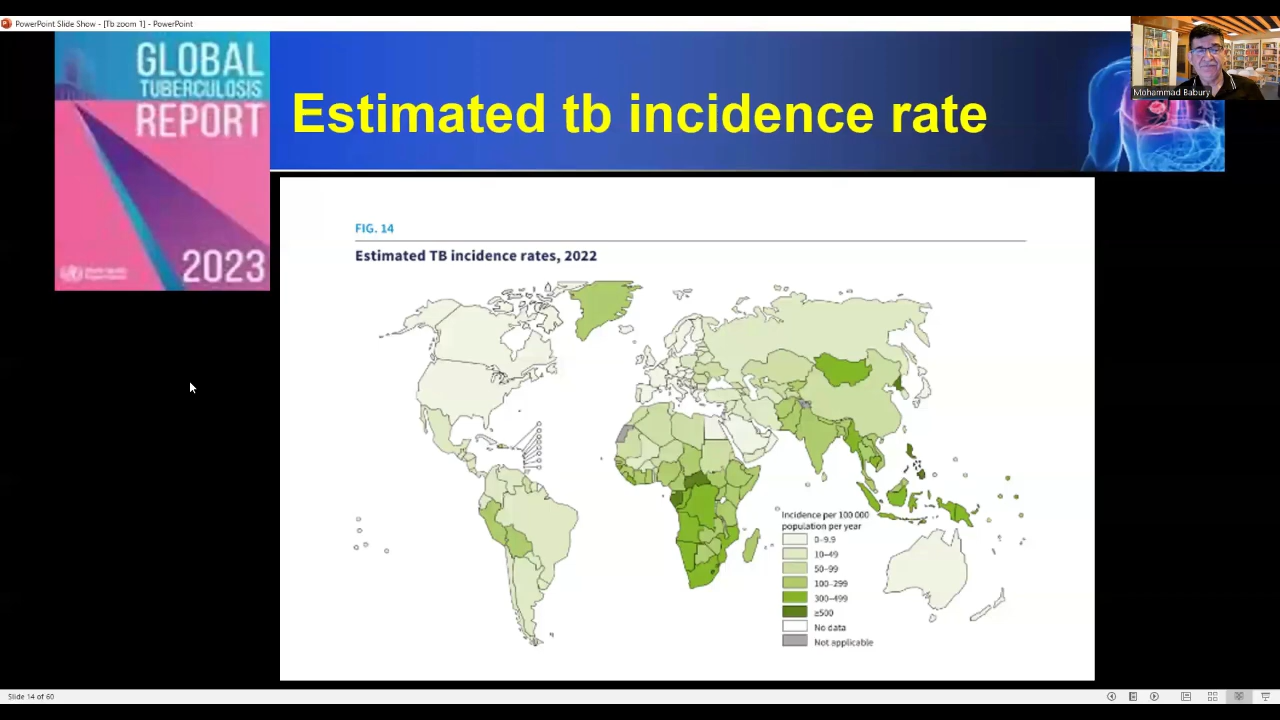 PowerPoint Slide Show - [Tb zoom 1] - PowerPoint
GLOBAL
TUBERCULOSIS
REPORT
2023
Estimated tb incidence rate
Mohammad Babury
FIG. 14
Estimated TB incidence rates, 2022
Incidence per 100 000
population per year
0–9.9
10–49
50–99
100–299
300–499
≥500
No data
Not applicable
Slide 14 of 60